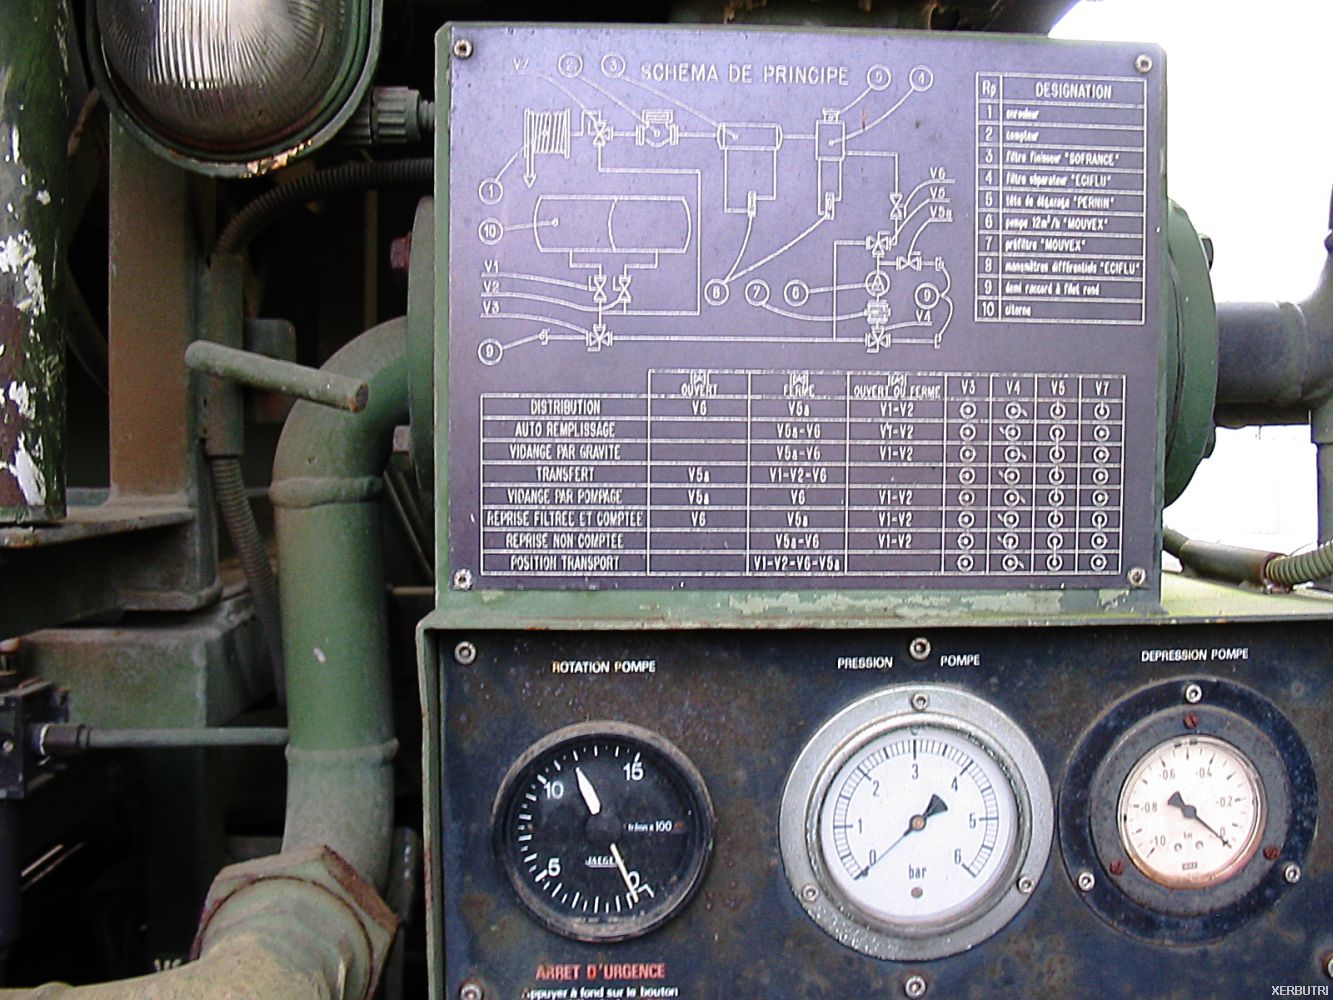 SCHEMA DE PRINCIPE
V7 2 3 5 4
1
10
V6
V6
V5a
V1
V2
V3
8 7 6 9
V4
9
Rp DESIGNATION
1 enrouleur
2 compteur
3 filtre finisseur "SOFRANCE"
4 filtre séparateur "ECIFLU"
5 tête de dégazage "PERNIN"
6 pompe 12m³/h "MOUVEX"
7 préfiltre "MOUVEX"
8 manomètres différentiels "ECIFLU"
9 demi raccord à filet rond
10 citerne
OUVERT FERME OUVERT OU FERME V3 V4 V5 V7
DISTRIBUTION V6 V5a V1-V2
AUTO REMPLISSAGE V5a-V6 V1-V2
VIDANGE PAR GRAVITE V5a-V6 V1-V2
TRANSFERT V5a V1-V2-V6
VIDANGE PAR POMPAGE V5a V6 V1-V2
REPRISE FILTREE ET COMPTEE V6 V5a V1-V2
REPRISE NON COMPTEE V5a-V6 V1-V2
POSITION TRANSPORT V1-V2-V6-V5a
ROTATION POMPE
PRESSION POMPE
DEPRESSION POMPE
0 5 10 15
tr/mn x 100
JAEGER
0 1 2 3 4 5 6
bar
-1.0 -0.8 -0.6 -0.4 -0.2 0
bar
ARRET D'URGENCE
Appuyer à fond sur le bouton
XERBUTRI